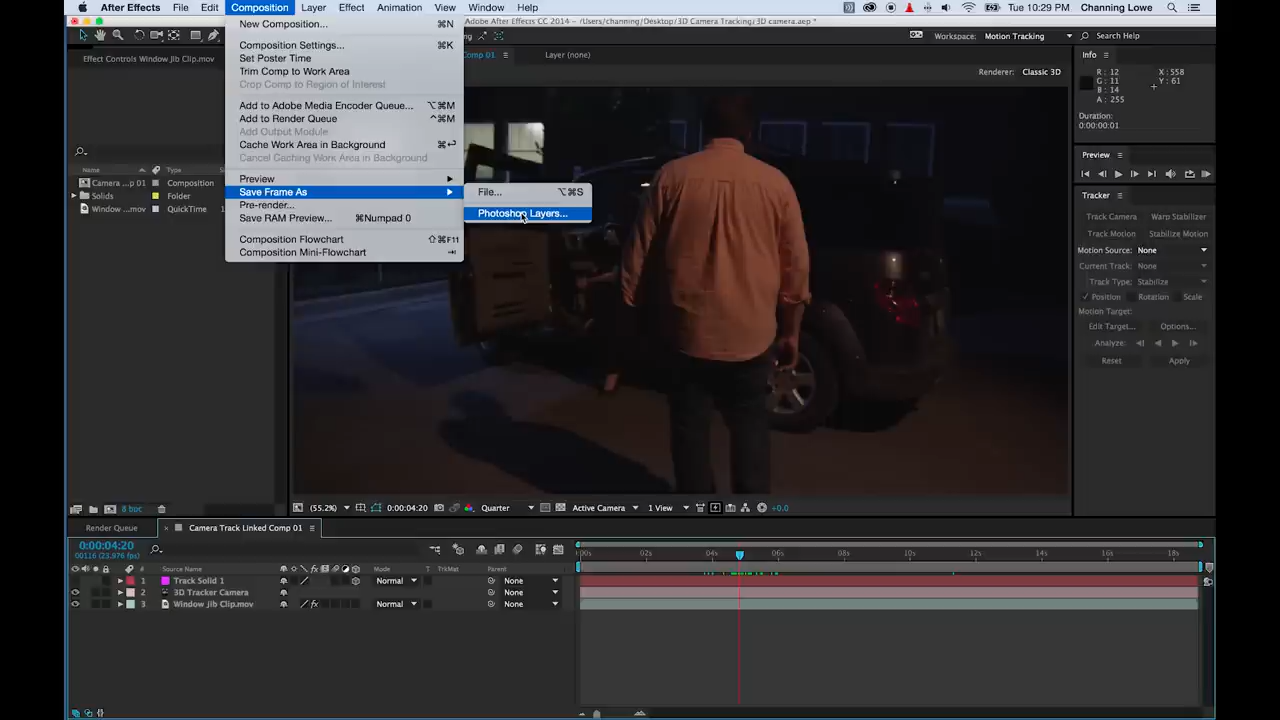 After Effects File Edit Composition Layer Effect Animation View Window Help Tue 10:29 PM Channing Lowe
Adobe After Effects CC 2014 - /Users/channing/Desktop/3D Camera Tracking/3D camera.aep *
Workspace: Motion Tracking Search Help
Effect Controls Window Jib Clip.mov
Comp 01 Layer (none)
Renderer: Classic 3D
New Composition... ⌘N
Composition Settings... ⌘K
Set Poster Time
Trim Comp to Work Area
Crop Comp to Region of Interest
Add to Adobe Media Encoder Queue... ⌥⌘M
Add to Render Queue ^⌘M
Add Output Module
Cache Work Area in Background ⌘↩
Cancel Caching Work Area in Background
Preview
Save Frame As
Pre-render...
Save RAM Preview... ⌘Numpad 0
Composition Flowchart ⇧⌘F11
Composition Mini-Flowchart
File... ⌥⌘S
Photoshop Layers...
Name Type
Camera ...p 01 Composition
Solids Folder
Window ...mov QuickTime
8 bpc
Info
R: 12 X: 558
G: 11 Y: 61
B: 14
A: 255
Duration:
0:00:00:01
Preview
Tracker
Track Camera Warp Stabilizer
Track Motion Stabilize Motion
Motion Source: None
Current Track: None
Track Type: Stabilize
Position Rotation Scale
Motion Target:
Edit Target... Options...
Analyze:
Reset Apply
(55.2%) 0:00:04:20 Quarter Active Camera 1 View +0.0
Render Queue Camera Track Linked Comp 01
0:00:04:20
00116 (23.976 fps)
# Source Name Mode T TrkMat Parent
1 Track Solid 1 Normal None
2 3D Tracker Camera None
3 Window Jib Clip.mov Normal None
:00s 02s 04s 06s 08s 10s 12s 14s 16s 18s